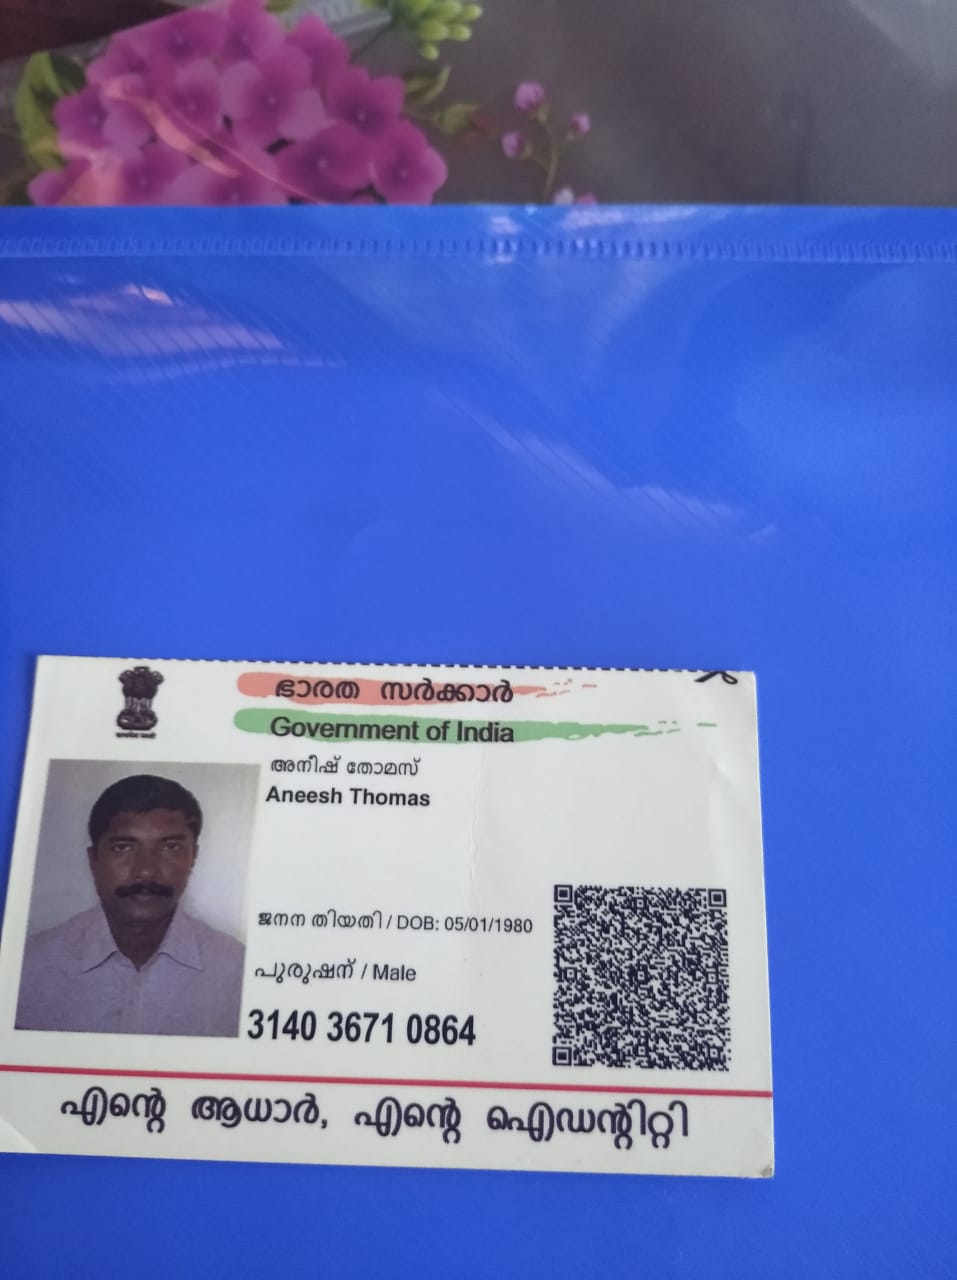 ഭാരത സർക്കാർ
Government of India
അനീഷ് തോമസ്
Aneesh Thomas
ജനന തിയതി / DOB: 05/01/1980
പുരുഷന് / Male
3140 3671 0864
എന്റെ ആധാർ, എന്റെ ഐഡന്റിറ്റി